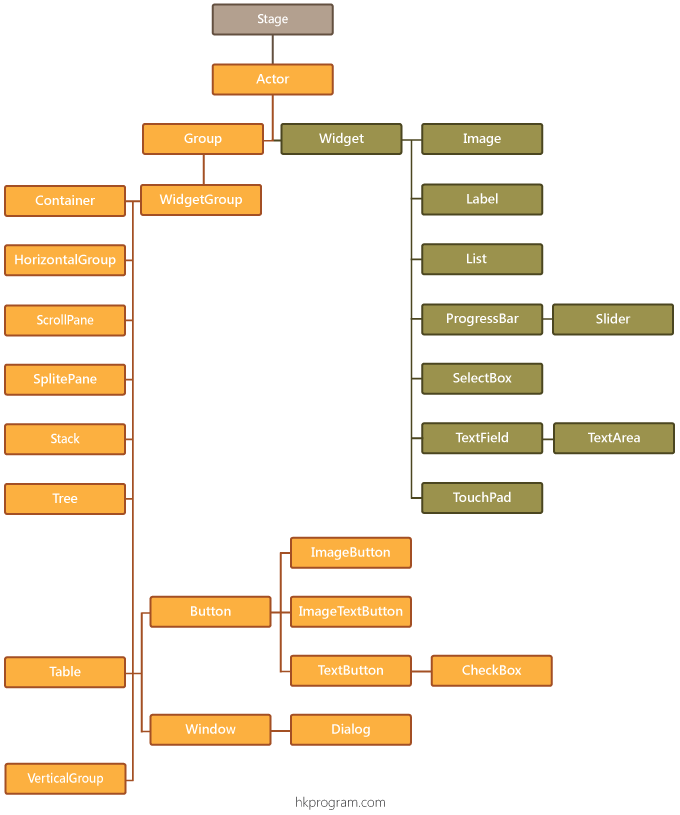 Stage
Actor
Group
Widget
Image
Container
WidgetGroup
Label
HorizontalGroup
List
ScrollPane
ProgressBar
Slider
SplitePane
SelectBox
Stack
TextField
TextArea
Tree
TouchPad
ImageButton
Button
ImageTextButton
Table
TextButton
CheckBox
Window
Dialog
VerticalGroup
hkprogram.com